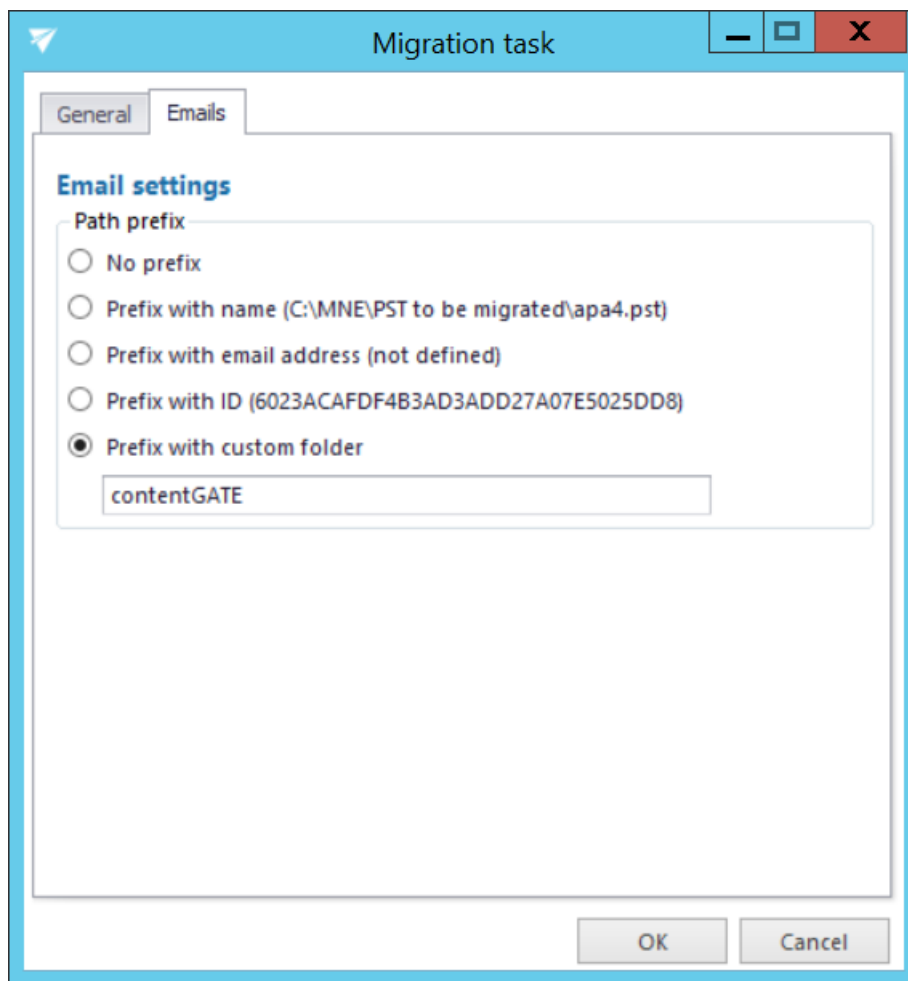 Migration task
General
Emails
Email settings
Path prefix
No prefix
Prefix with name (C:\MNE\PST to be migrated\apa4.pst)
Prefix with email address (not defined)
Prefix with ID (6023ACAFDF4B3AD3ADD27A07E5025DD8)
Prefix with custom folder
contentGATE
OK
Cancel